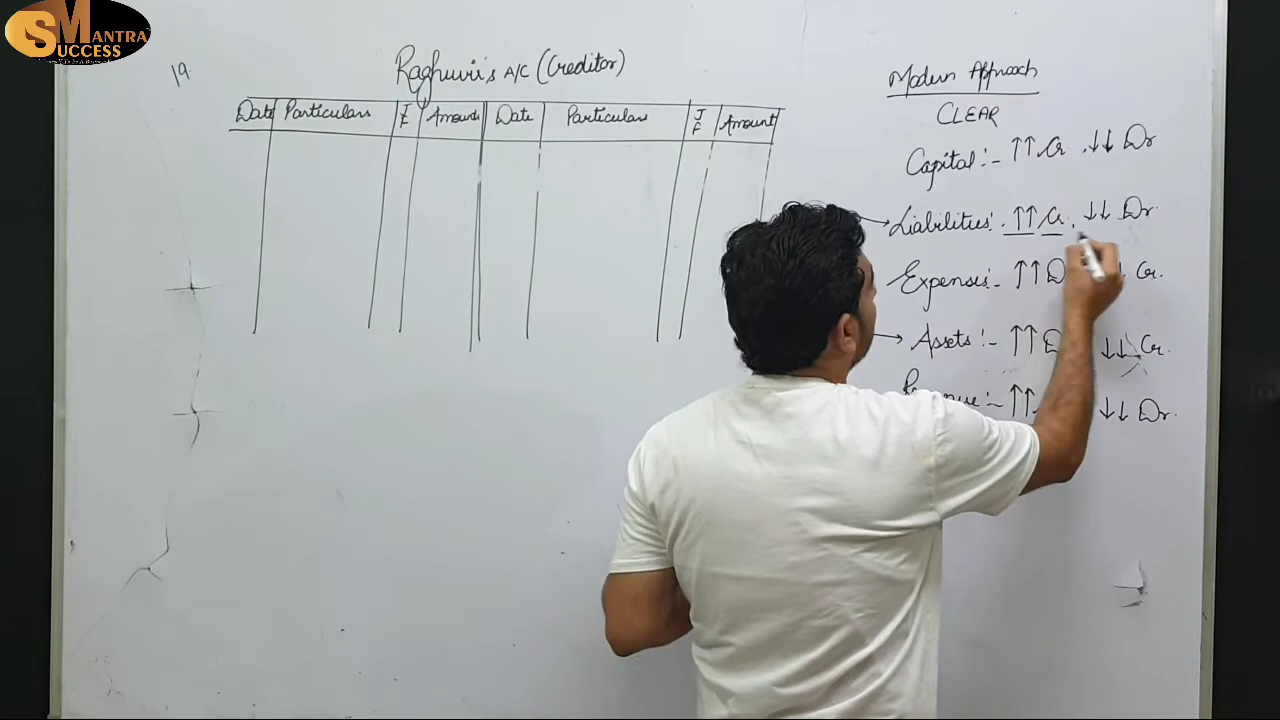 SUCCESS MANTRA
19.
Raghuvir's A/C (Creditor)
Date Particulars J F Amount Date Particulars J F Amount
Modern Approach
CLEAR
Capital:- ↑↑ Cr ↓↓ Dr
Liabilities:- ↑↑ Cr. ↓↓ Dr.
Expenses:- ↑↑ D ↓ Cr.
Assets:- ↑↑ D ↓↓ Cr.
↑↑ ↓↓ Dr.